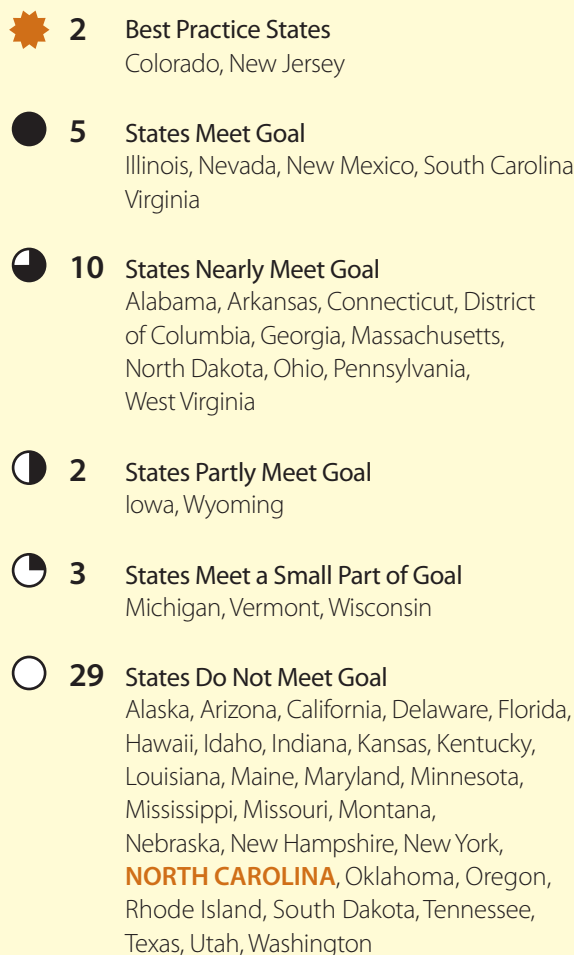 2 Best Practice States
Colorado, New Jersey
5 States Meet Goal
Illinois, Nevada, New Mexico, South Carolina
Virginia
10 States Nearly Meet Goal
Alabama, Arkansas, Connecticut, District
of Columbia, Georgia, Massachusetts,
North Dakota, Ohio, Pennsylvania,
West Virginia
2 States Partly Meet Goal
Iowa, Wyoming
3 States Meet a Small Part of Goal
Michigan, Vermont, Wisconsin
29 States Do Not Meet Goal
Alaska, Arizona, California, Delaware, Florida,
Hawaii, Idaho, Indiana, Kansas, Kentucky,
Louisiana, Maine, Maryland, Minnesota,
Mississippi, Missouri, Montana,
Nebraska, New Hampshire, New York,
NORTH CAROLINA, Oklahoma, Oregon,
Rhode Island, South Dakota, Tennessee,
Texas, Utah, Washington